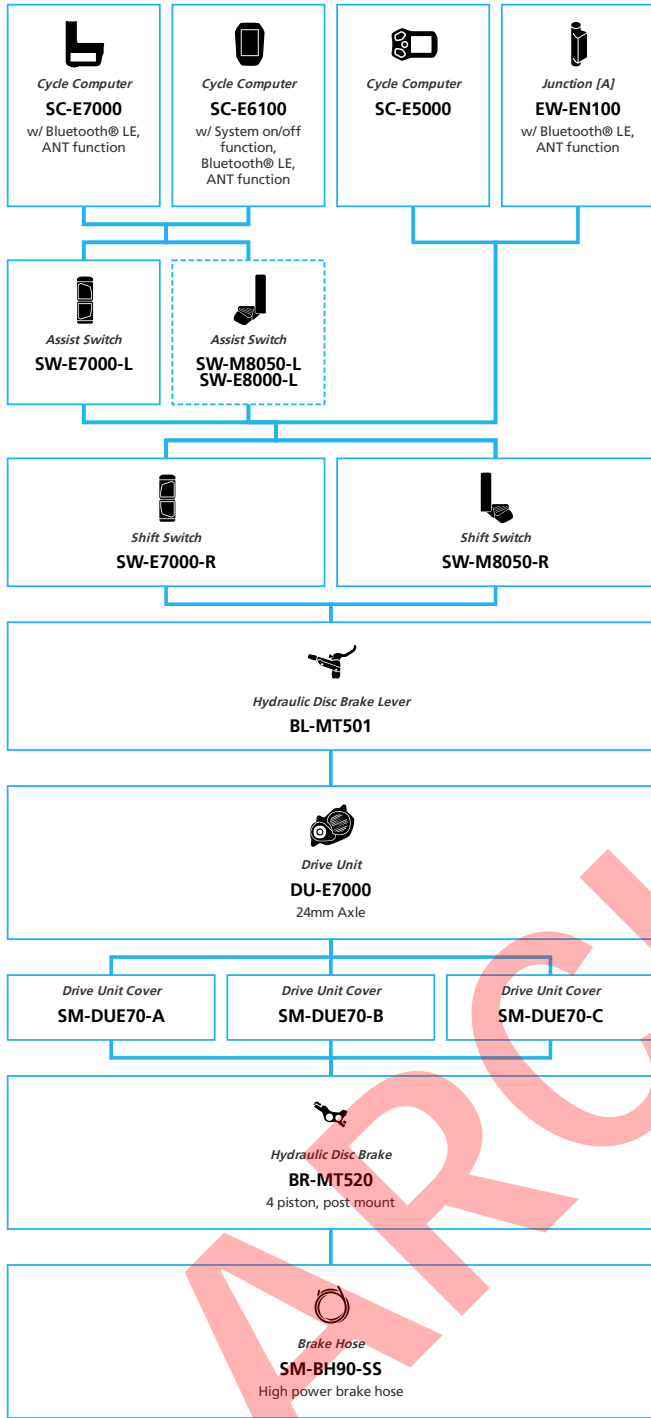 Cycle Computer
SC-E7000
w/ Bluetooth® LE,
ANT function
Cycle Computer
SC-E6100
w/ System on/off
function,
Bluetooth® LE,
ANT function
Cycle Computer
SC-E5000
Junction [A]
EW-EN100
w/ Bluetooth® LE,
ANT function
Assist Switch
SW-E7000-L
Assist Switch
SW-M8050-L
SW-E8000-L
Shift Switch
SW-E7000-R
Shift Switch
SW-M8050-R
Hydraulic Disc Brake Lever
BL-MT501
Drive Unit
DU-E7000
24mm Axle
Drive Unit Cover
SM-DUE70-A
Drive Unit Cover
SM-DUE70-B
Drive Unit Cover
SM-DUE70-C
Hydraulic Disc Brake
BR-MT520
4 piston, post mount
Brake Hose
SM-BH90-SS
High power brake hose